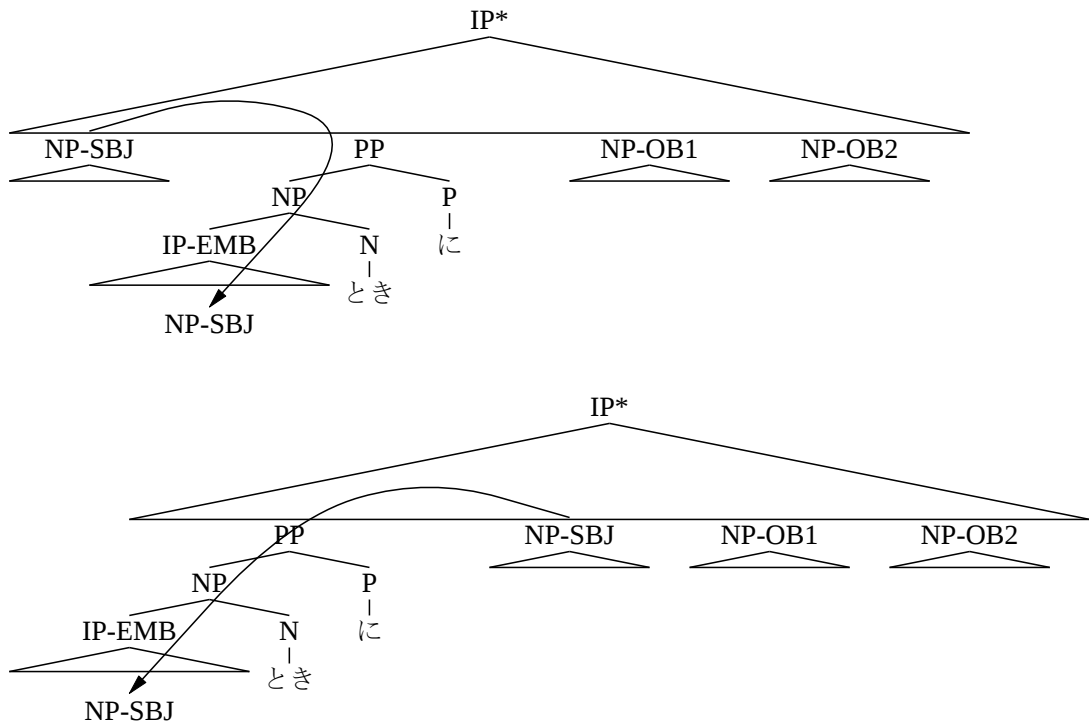 IP*
NP-SBJ PP NP-OB1 NP-OB2
NP P
IP-EMB N に
とき
NP-SBJ
IP*
PP NP-SBJ NP-OB1 NP-OB2
NP P
IP-EMB N に
とき
NP-SBJ